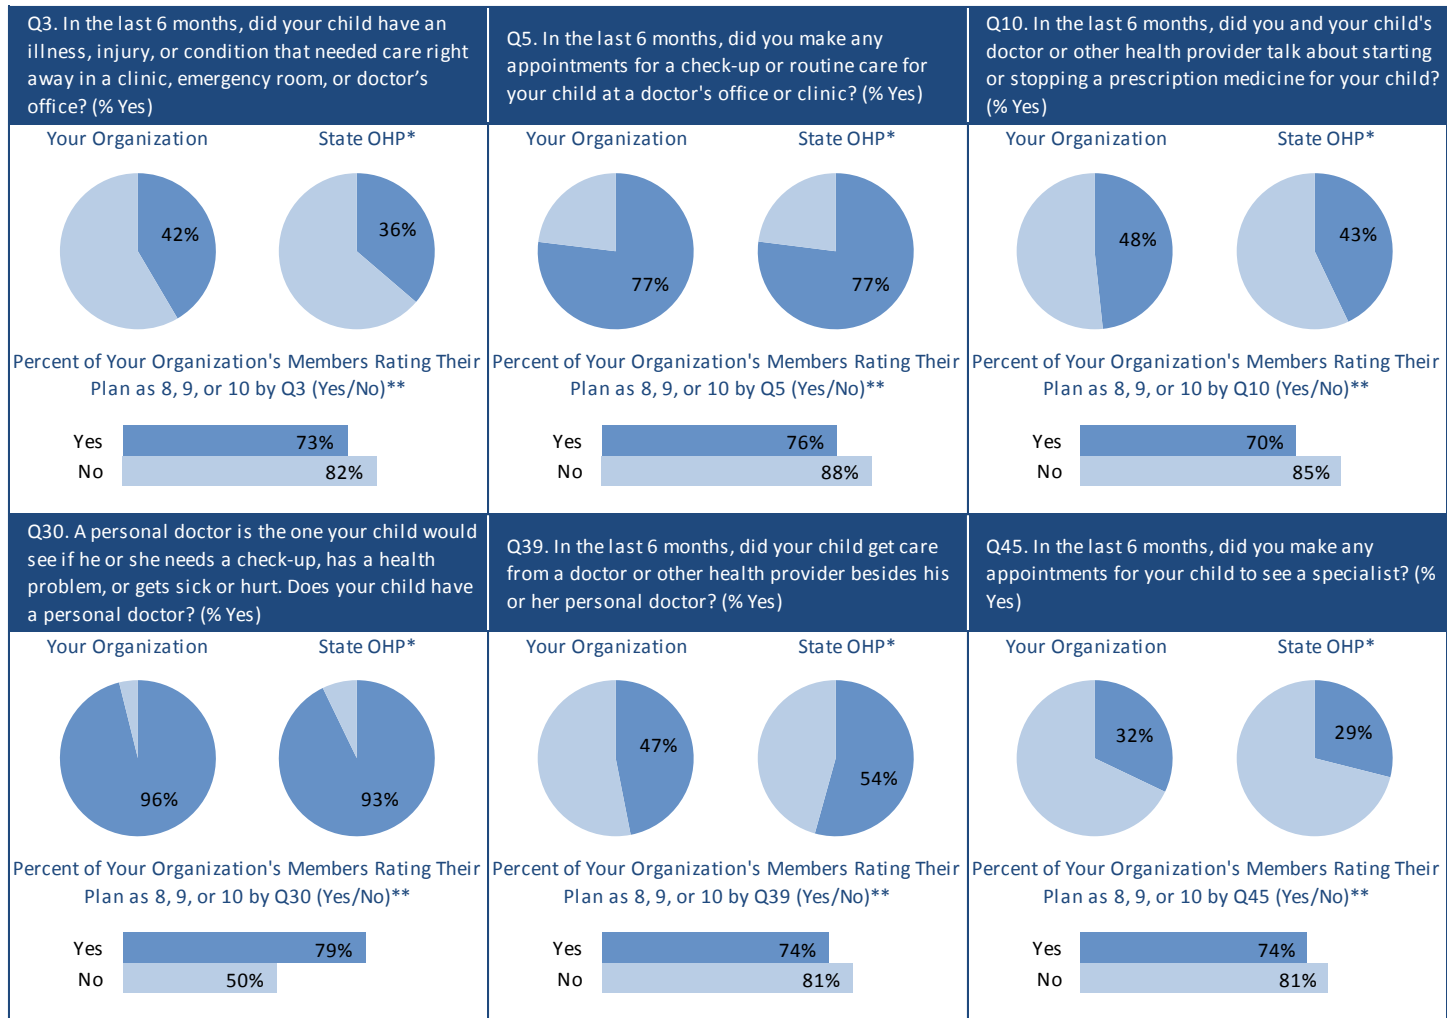 Q3. In the last 6 months, did your child have an
illness, injury, or condition that needed care right
away in a clinic, emergency room, or doctor’s
office? (% Yes)
Your Organization
State OHP*
42%
36%
Percent of Your Organization's Members Rating Their
Plan as 8, 9, or 10 by Q3 (Yes/No)**
Yes
73%
No
82%
Q5. In the last 6 months, did you make any
appointments for a check-up or routine care for
your child at a doctor's office or clinic? (% Yes)
Your Organization
State OHP*
77%
77%
Percent of Your Organization's Members Rating Their
Plan as 8, 9, or 10 by Q5 (Yes/No)**
Yes
76%
No
88%
Q10. In the last 6 months, did you and your child's
doctor or other health provider talk about starting
or stopping a prescription medicine for your child?
(% Yes)
Your Organization
State OHP*
48%
43%
Percent of Your Organization's Members Rating Their
Plan as 8, 9, or 10 by Q10 (Yes/No)**
Yes
70%
No
85%
Q30. A personal doctor is the one your child would
see if he or she needs a check-up, has a health
problem, or gets sick or hurt. Does your child have
a personal doctor? (% Yes)
Your Organization
State OHP*
96%
93%
Percent of Your Organization's Members Rating Their
Plan as 8, 9, or 10 by Q30 (Yes/No)**
Yes
79%
No
50%
Q39. In the last 6 months, did your child get care
from a doctor or other health provider besides his
or her personal doctor? (% Yes)
Your Organization
State OHP*
47%
54%
Percent of Your Organization's Members Rating Their
Plan as 8, 9, or 10 by Q39 (Yes/No)**
Yes
74%
No
81%
Q45. In the last 6 months, did you make any
appointments for your child to see a specialist? (%
Yes)
Your Organization
State OHP*
32%
29%
Percent of Your Organization's Members Rating Their
Plan as 8, 9, or 10 by Q45 (Yes/No)**
Yes
74%
No
81%